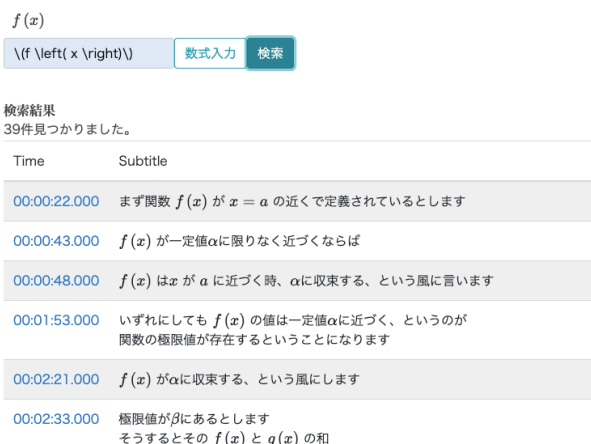 f(x)
\(f \left( x \right)\) 数式入力 検索
検索結果
39件見つかりました。
Time Subtitle
00:00:22.000 まず関数 f(x) が x = a の近くで定義されているとします
00:00:43.000 f(x) が一定値αに限りなく近づくならば
00:00:48.000 f(x) はx が a に近づく時、αに収束する、という風に言います
00:01:53.000 いずれにしても f(x) の値は一定値αに近づく、というのが
関数の極限値が存在するということになります
00:02:21.000 f(x) がαに収束する、という風にします
00:02:33.000 極限値がβにあるとします
そうするとその f(x) と g(x) の和